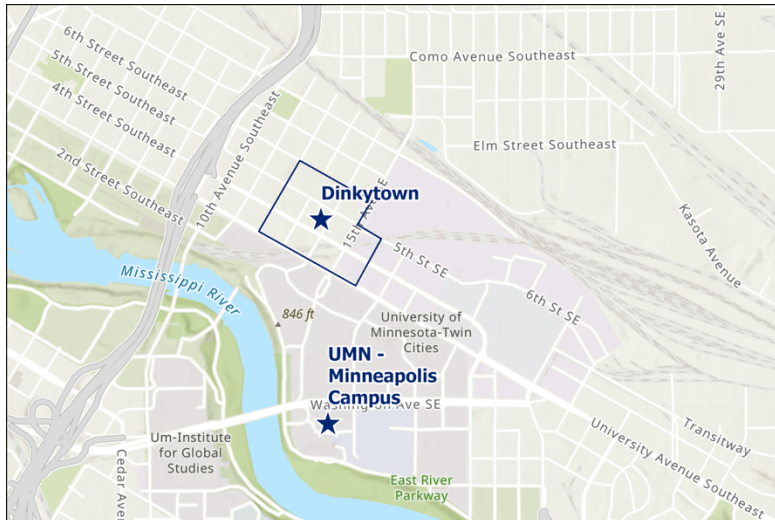 6th Street Southeast
5th Street Southeast
4th Street Southeast
2nd Street Southeast
10th Avenue Southeast
Como Avenue Southeast
29th Ave SE
Elm Street Southeast
Kasota Avenue
Dinkytown
15th Avenue SE
5th St SE
6th St SE
Mississippi River
846 ft
University of
Minnesota-Twin
Cities
UMN -
Minneapolis
Campus
Washington Ave SE
Um-Institute
for Global
Studies
Cedar Aven
East River
Parkway
University Avenue Southeast
Transitway